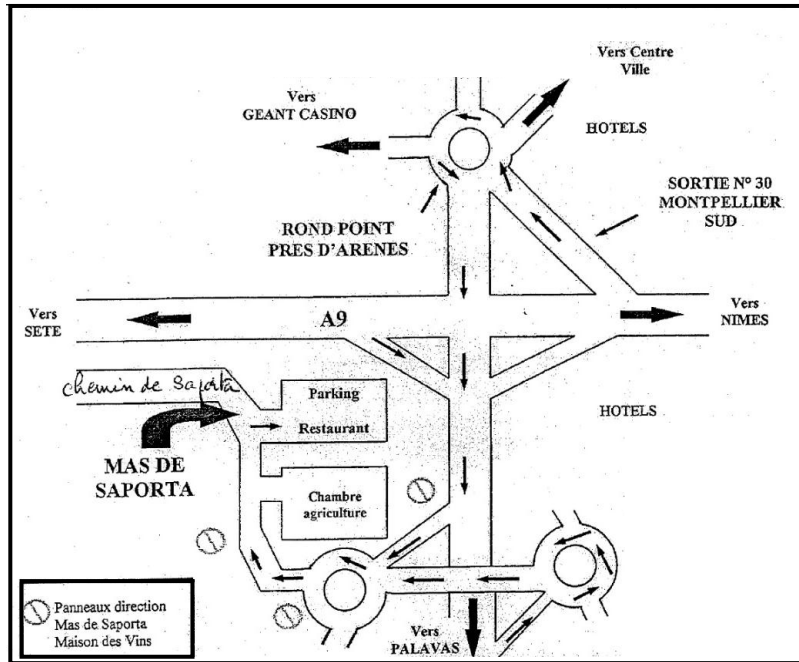 Vers Centre
Ville
Vers
GEANT CASINO
HOTELS
SORTIE N° 30
MONTPELLIER
SUD
ROND POINT
PRES D'ARENES
Vers
SETE
A9
Vers
NIMES
chemin de Saporta
Parking
Restaurant
HOTELS
MAS DE
SAPORTA
Chambre
agriculture
Panneaux direction
Mas de Saporta
Maison des Vins
Vers
PALAVAS